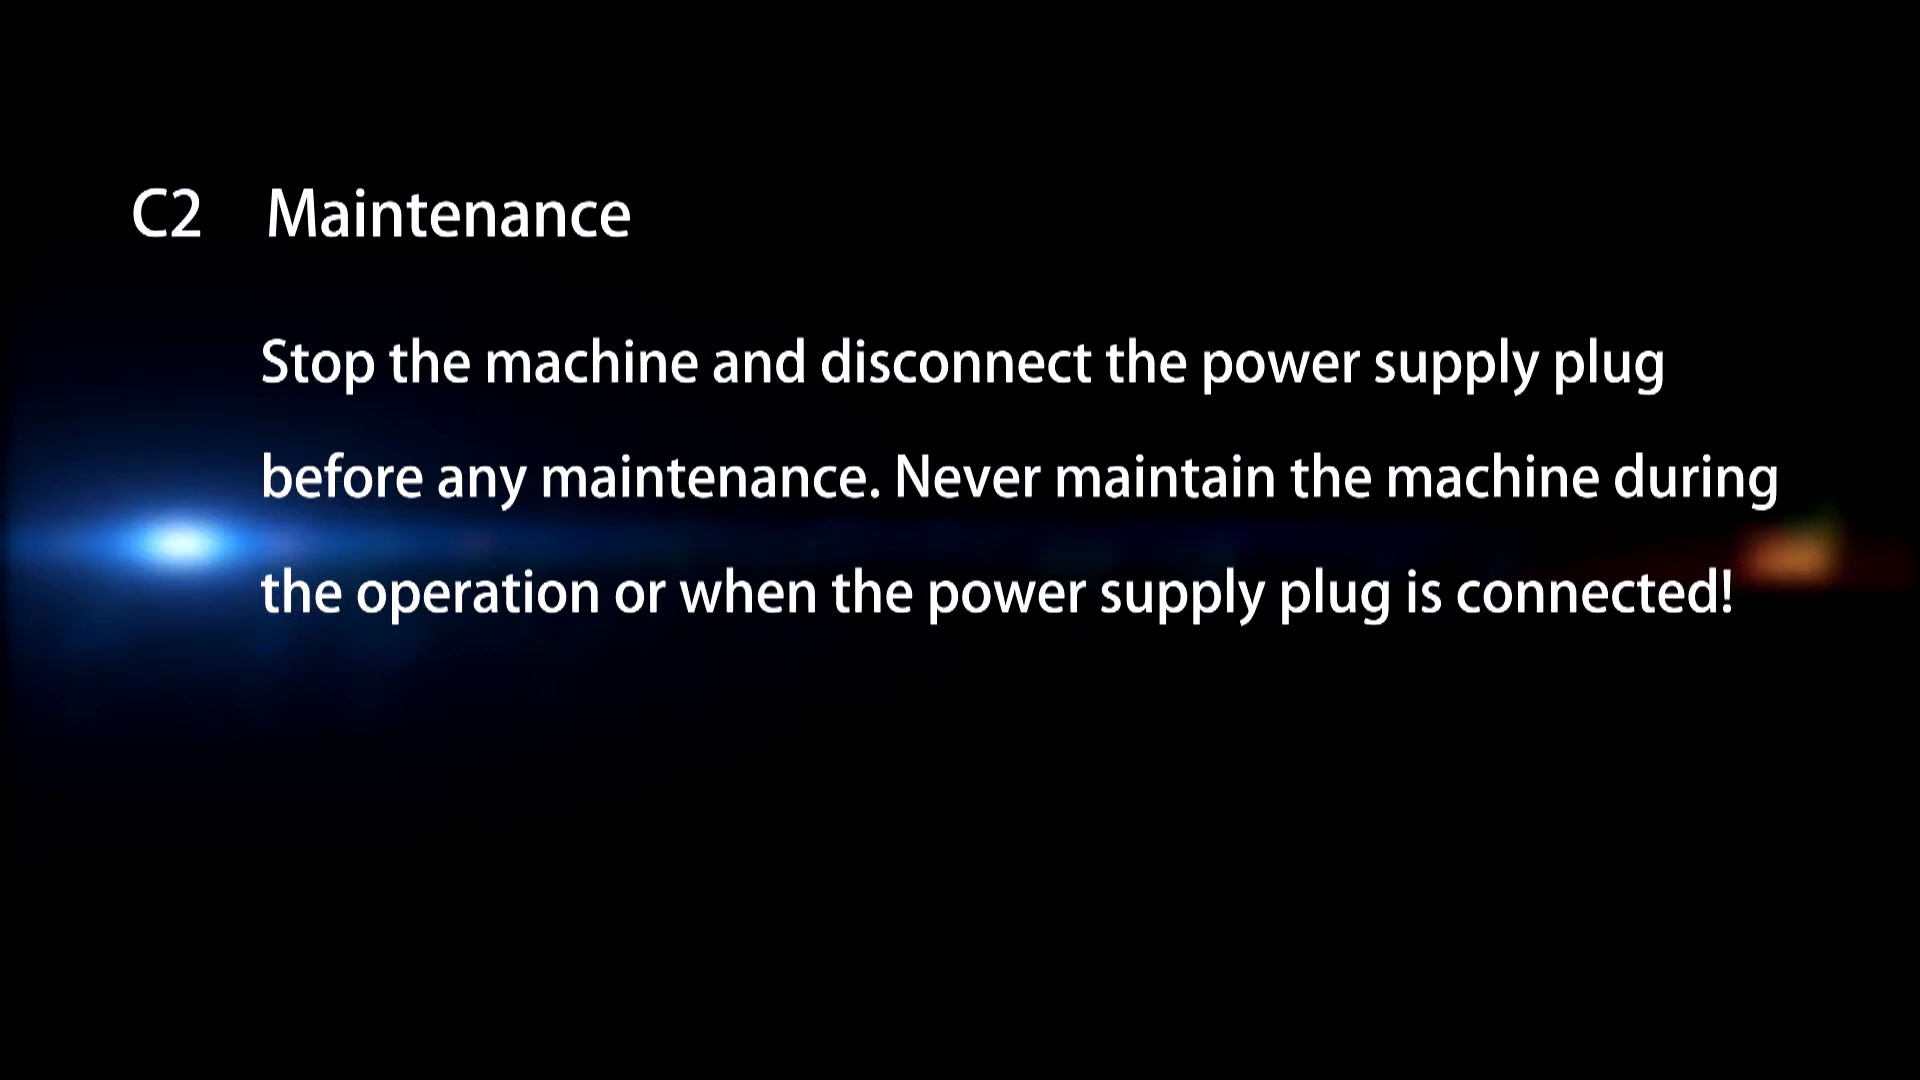 C2 Maintenance
Stop the machine and disconnect the power supply plug
before any maintenance. Never maintain the machine during
the operation or when the power supply plug is connected!